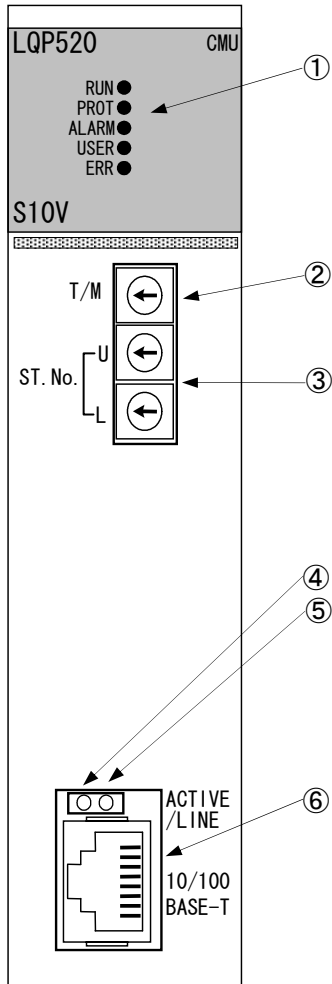 LQP520 CMU
①
RUN
PROT
ALARM
USER
ERR
S10V
②
T/M
U
③
ST.No.
L
④
⑤
ACTIVE
/LINE
⑥
10/100
BASE-T